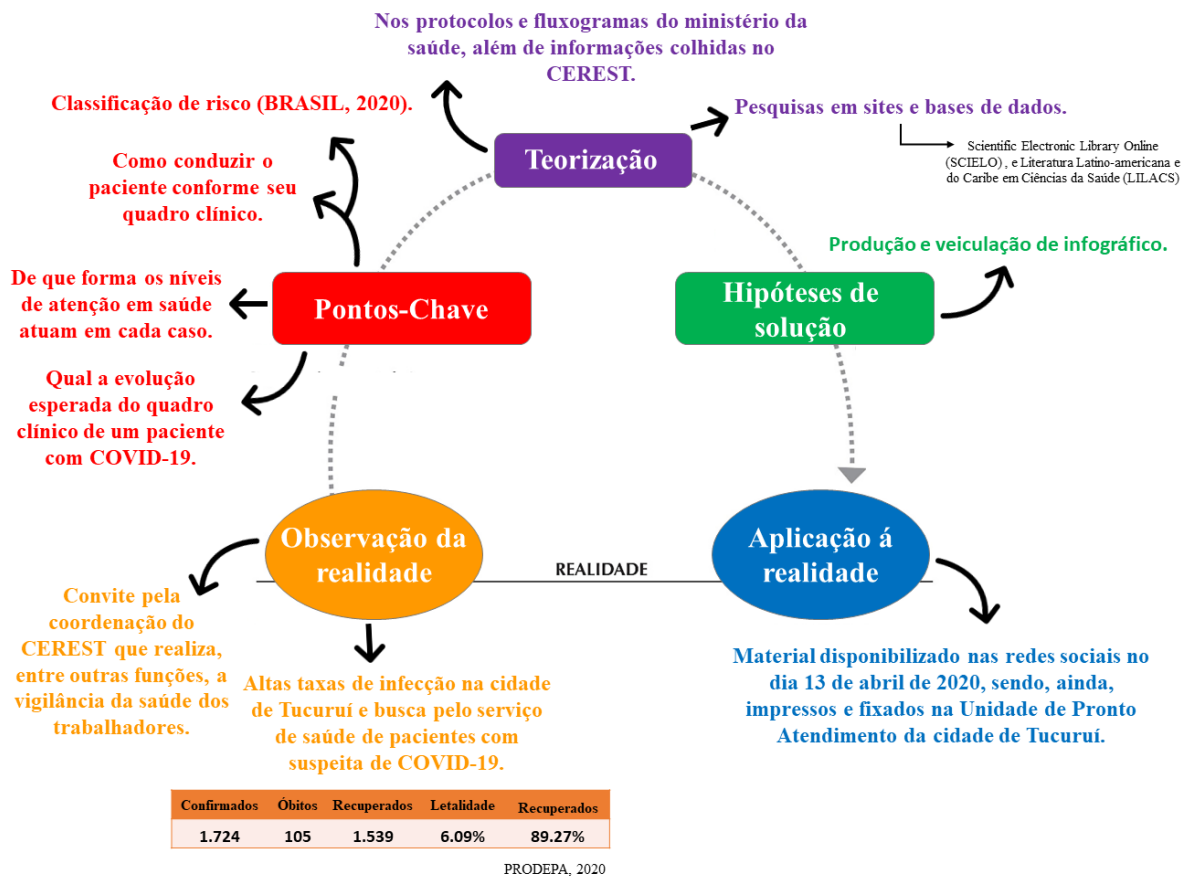 Nos protocolos e fluxogramas do ministério da
saúde, além de informações colhidas no
CEREST.
Classificação de risco (BRASIL, 2020).
Pesquisas em sites e bases de dados.
Scientific Electronic Library Online
(SCIELO) , e Literatura Latino-americana e
do Caribe em Ciências da Saúde (LILACS)
Teorização
Como conduzir o
paciente conforme seu
quadro clínico.
Produção e veiculação de infográfico.
De que forma os níveis
de atenção em saúde
atuam em cada caso.
Pontos-Chave
Hipóteses de
solução
Qual a evolução
esperada do quadro
clínico de um paciente
com COVID-19.
Observação da
realidade
REALIDADE
Aplicação á
realidade
Convite pela
coordenação do
CEREST que realiza,
entre outras funções, a
vigilância da saúde dos
trabalhadores.
Altas taxas de infecção na cidade
de Tucuruí e busca pelo serviço
de saúde de pacientes com
suspeita de COVID-19.
Material disponibilizado nas redes sociais no
dia 13 de abril de 2020, sendo, ainda,
impressos e fixados na Unidade de Pronto
Atendimento da cidade de Tucuruí.
Confirmados Óbitos Recuperados Letalidade Recuperados
1.724 105 1.539 6.09% 89.27%
PRODEPA, 2020